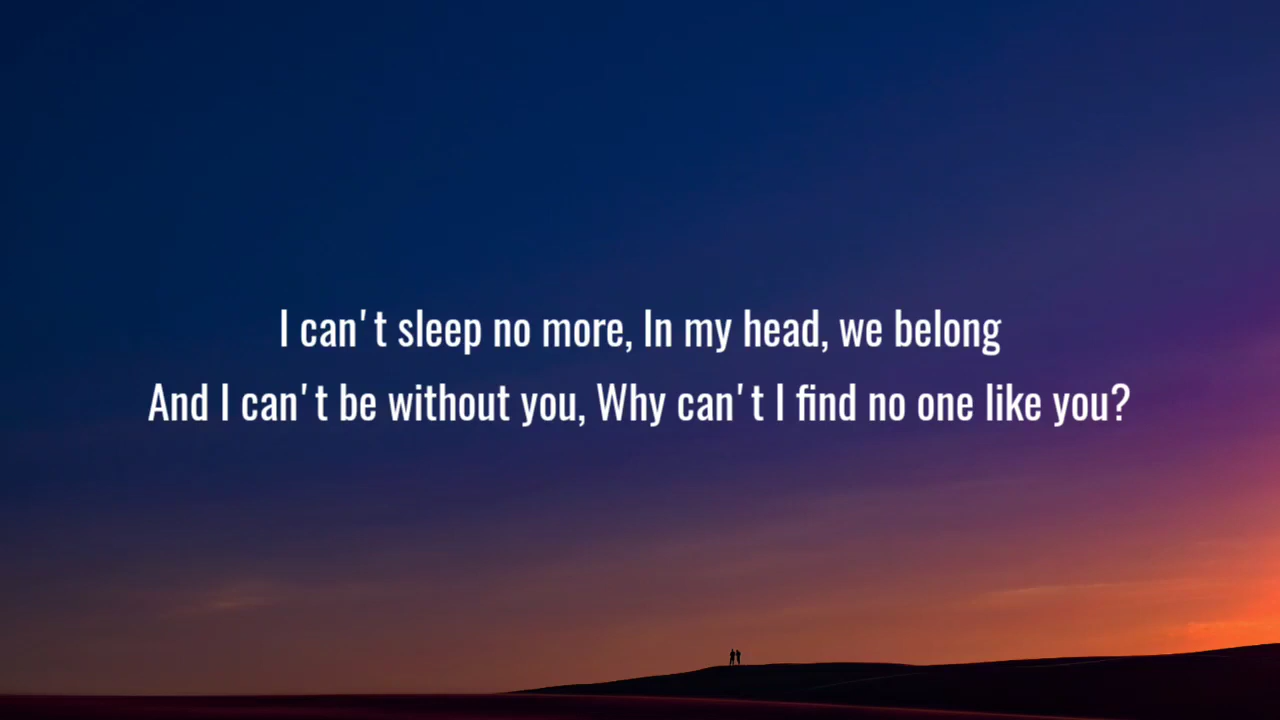 I can't sleep no more, In my head, we belong
And I can't be without you, Why can't I find no one like you?